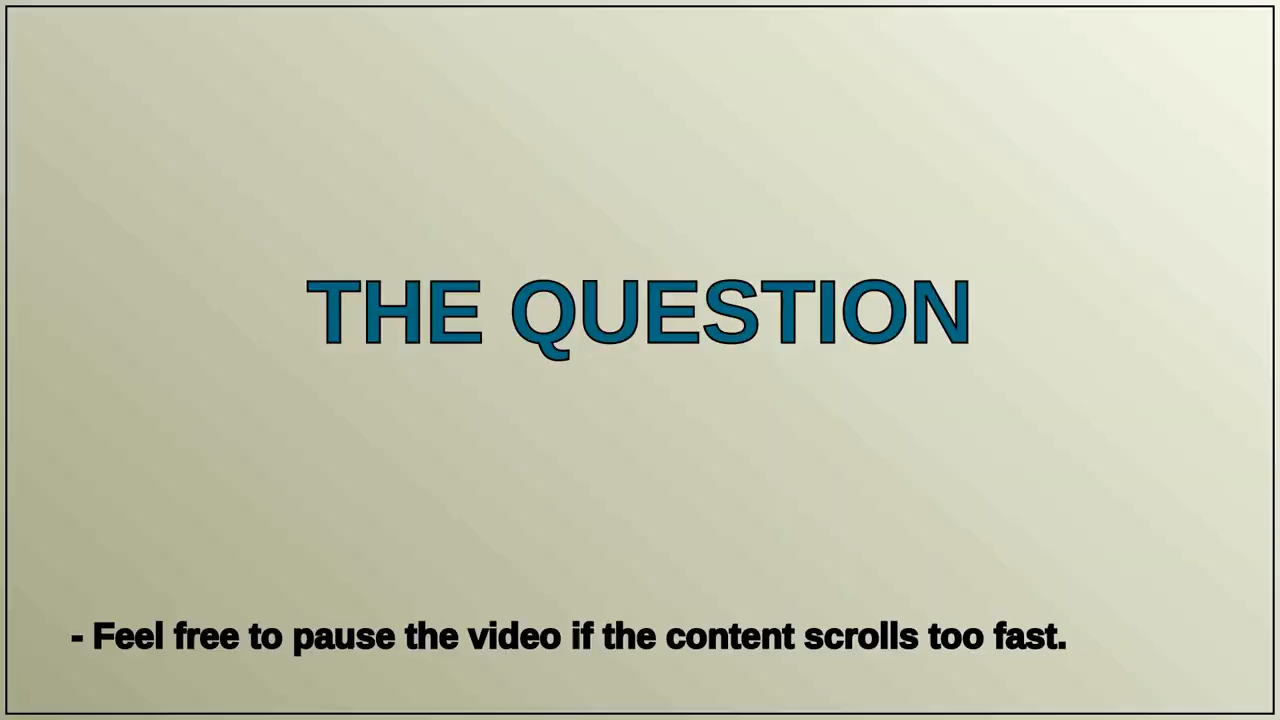 THE QUESTION
- Feel free to pause the video if the content scrolls too fast.